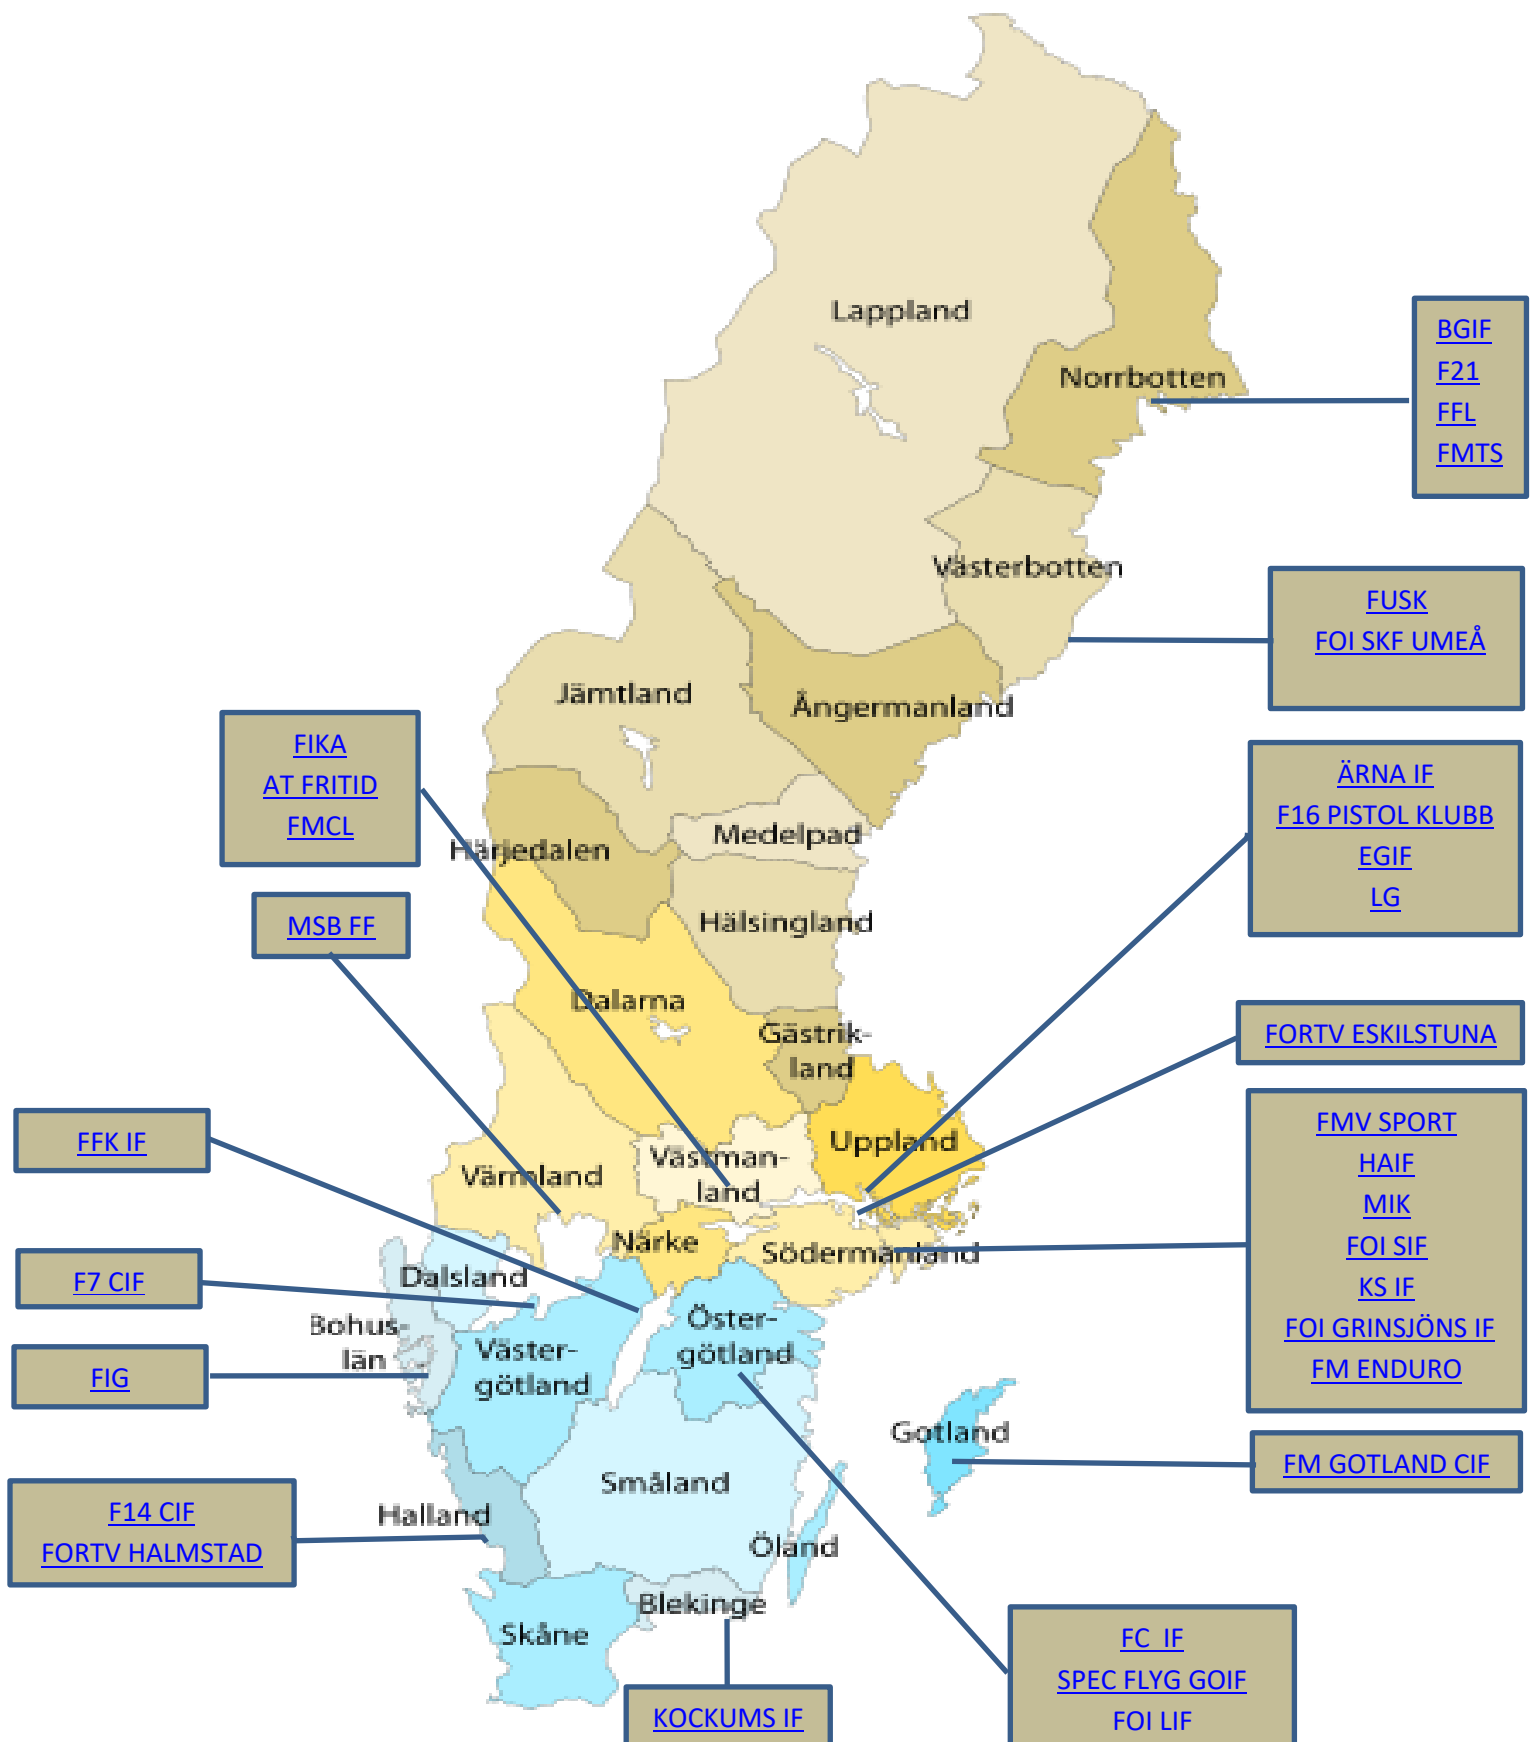 Lappland
Norrbotten
BGIF
F21
FFL
FMTS
Västerbotten
FUSK
FOI SKF UMEÅ
Jämtland
Ångermanland
FIKA
AT FRITID
FMCL
ÄRNA IF
F16 PISTOL KLUBB
EGIF
LG
Medelpad
Härjedalen
MSB FF
Hälsingland
Dalarna
Gästrik-
land
FORTV ESKILSTUNA
FFK IF
Uppland
Västman-
land
Värmland
FMV SPORT
HAIF
MIK
FOI SIF
KS IF
FOI GRINSJÖNS IF
FM ENDURO
Närke
Södermanland
F7 CIF
Dalsland
Bohus-
län
Väster-
götland
Öster-
götland
FIG
Gotland
FM GOTLAND CIF
Småland
F14 CIF
FORTV HALMSTAD
Halland
Öland
Blekinge
Skåne
FC  IF
SPEC FLYG GOIF
FOI LIF
KOCKUMS IF